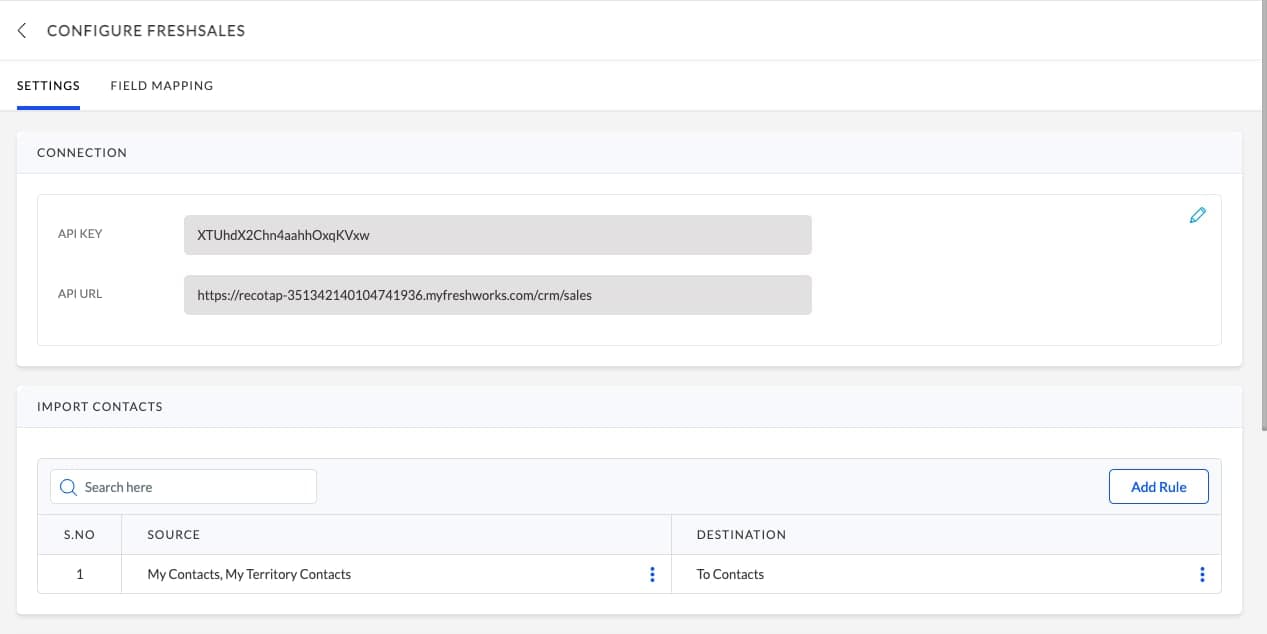 CONFIGURE FRESHSALES
SETTINGS FIELD MAPPING
CONNECTION
API KEY XTUhdX2Chn4aahhOxqKVxw
API URL https://recotap-351342140104741936.myfreshworks.com/crm/sales
IMPORT CONTACTS
Search here Add Rule
S.NO SOURCE DESTINATION
1 My Contacts, My Territory Contacts To Contacts